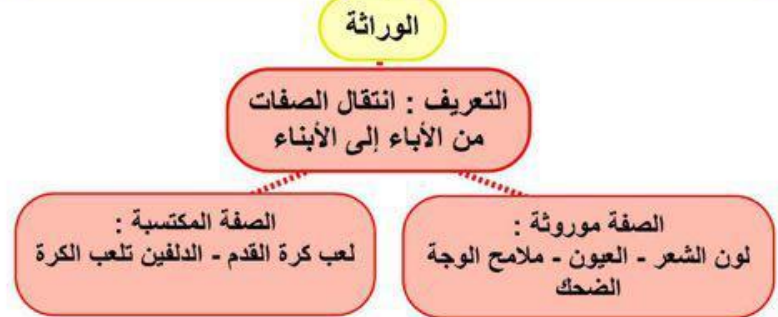 الوراثة
التعريف : انتقال الصفات
من الأباء إلى الأبناء
الصفة موروثة :
لون الشعر - العيون - ملامح الوجة
الضحك
الصفة المكتسبة :
لعب كرة القدم - الدلفين تلعب الكرة